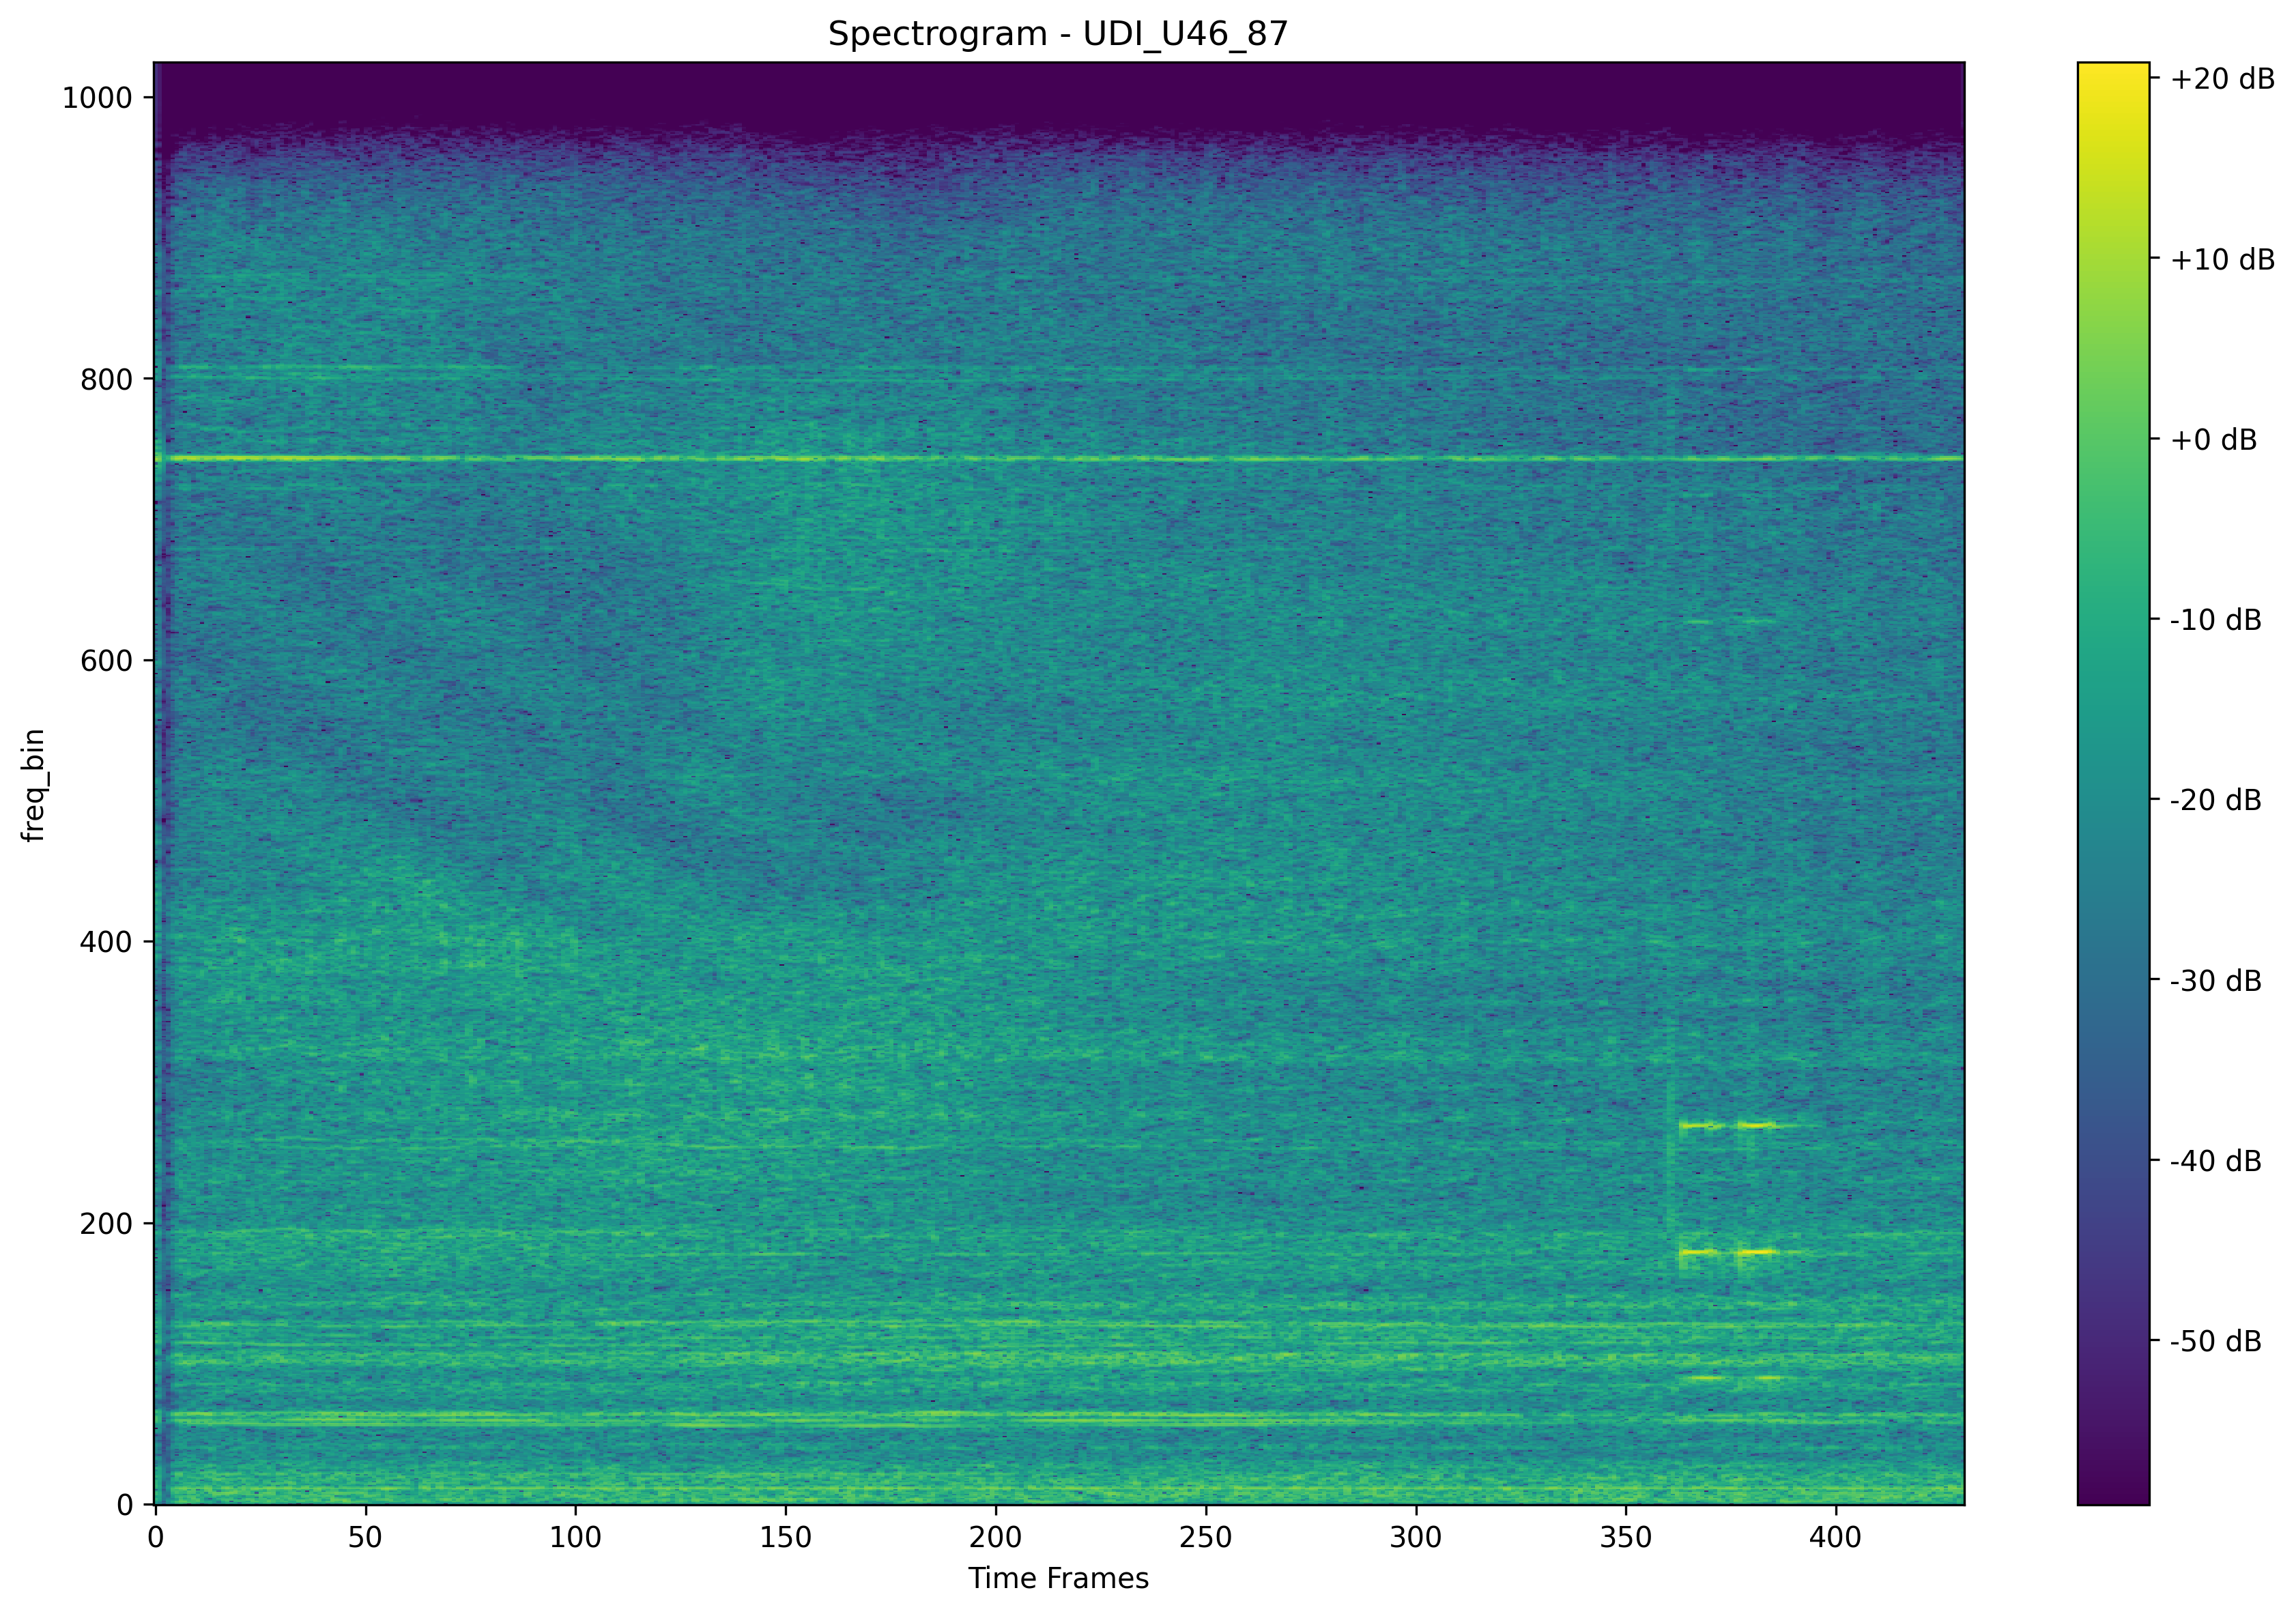 Spectrogram - UDI_U46_87
1000
800
600
400
200
0
freq_bin
0 50 100 150 200 250 300 350 400
Time Frames
+20 dB
+10 dB
+0 dB
-10 dB
-20 dB
-30 dB
-40 dB
-50 dB